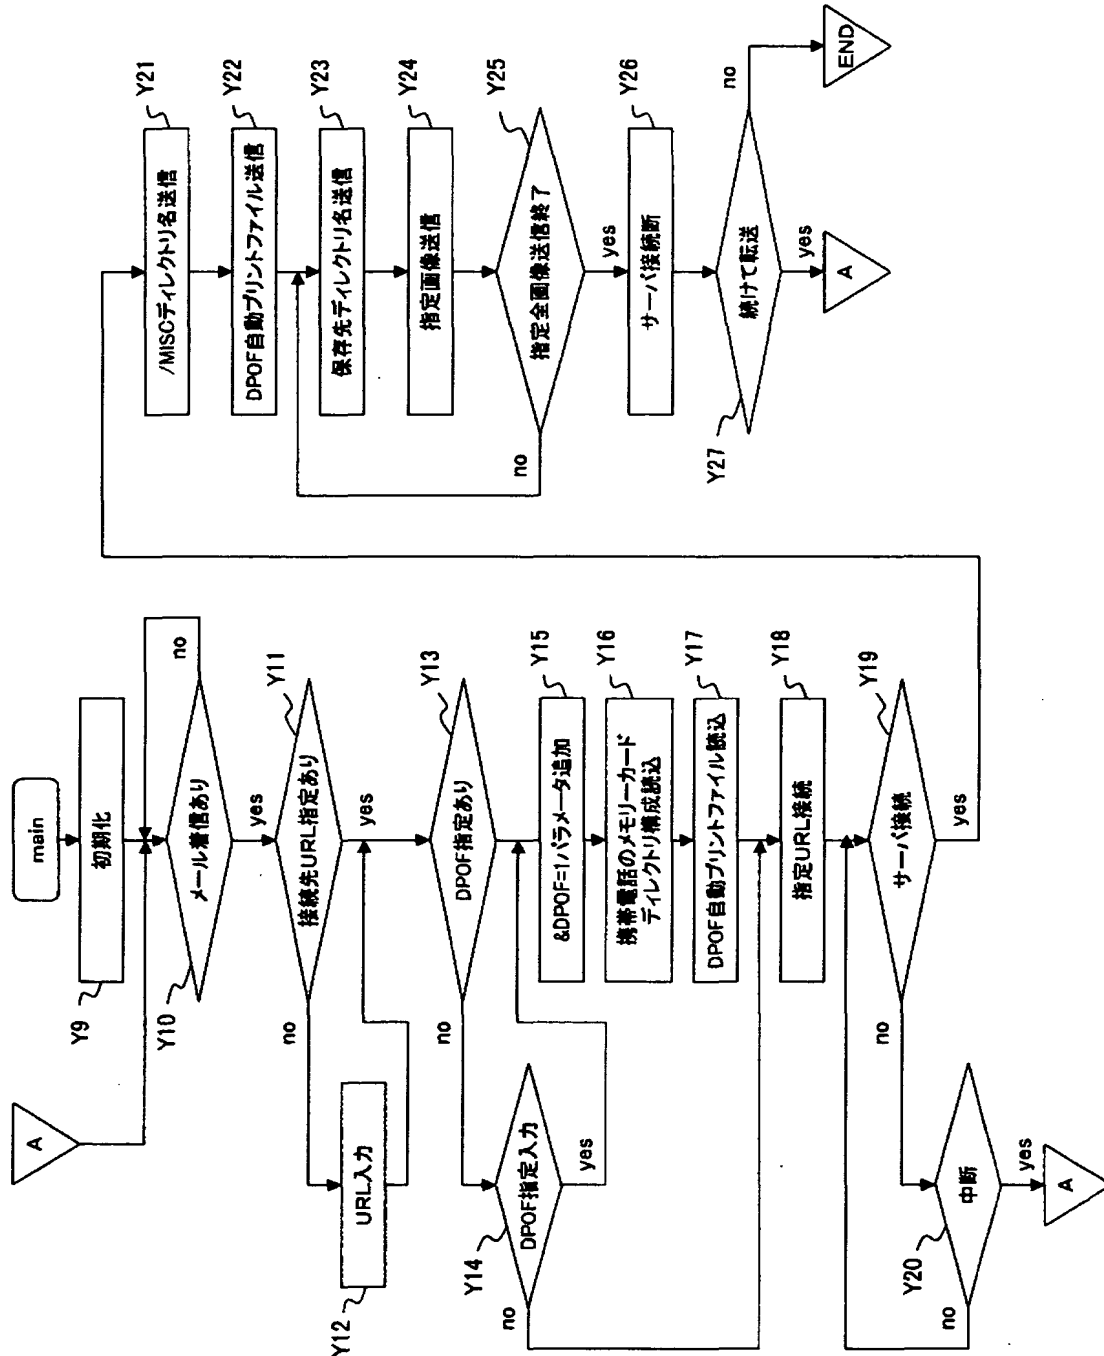 main
初期化
Y9
A
メール着信あり
Y10
no
yes
接続先URL指定あり
Y11
no
yes
URL入力
Y12
DPOF指定あり
Y13
no
DPOF指定入力
Y14
no
yes
&DPOF=1パラメータ追加
Y15
携帯電話のメモリーカード
ディレクトリ構成読込
Y16
DPOF自動プリントファイル読込
Y17
指定URL接続
Y18
サーバ接続
Y19
no
yes
中断
Y20
no
yes
A
/MISCディレクトリ名送信
Y21
DPOF自動プリントファイル送信
Y22
保存先ディレクトリ名送信
Y23
指定画像送信
Y24
指定全画像送信終了
Y25
no
yes
サーバ接続断
Y26
続けて転送
Y27
no
yes
A
END